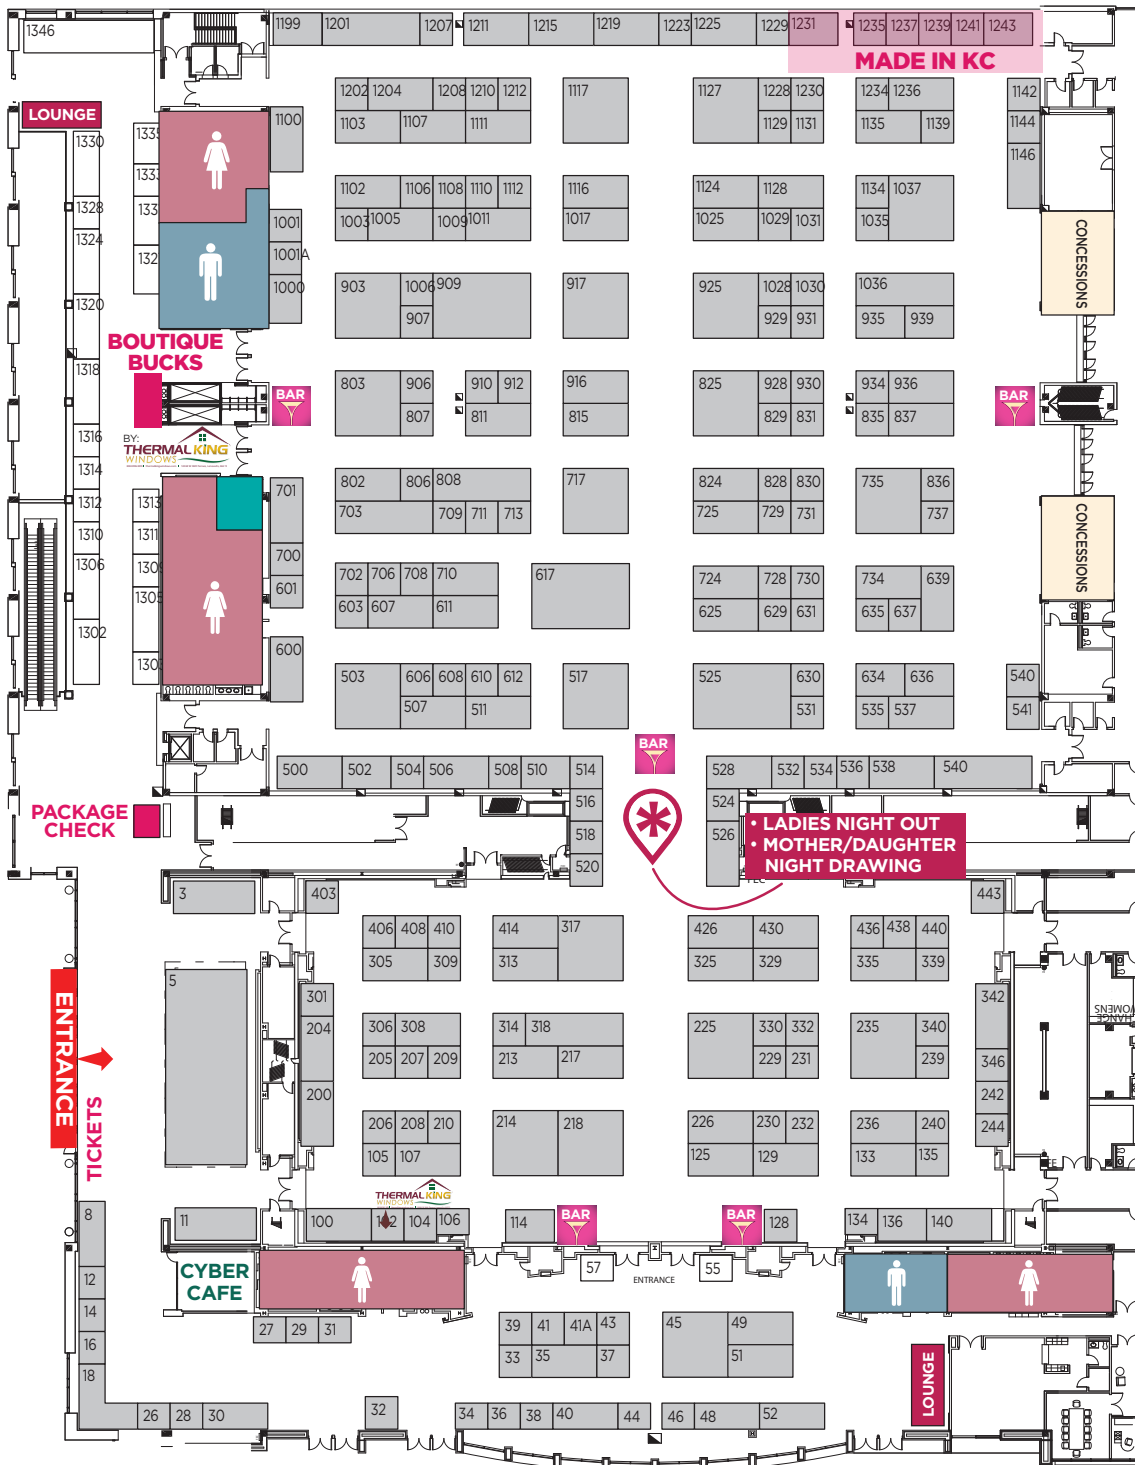 1346
1199 1201 1207 1211 1215 1219 1223 1225 1229 1231 1235 1237 1239 1241 1243
MADE IN KC
LOUNGE
1202 1204 1208 1210 1212 1117 1127 1228 1230 1234 1236 1142
1103 1107 1111 1129 1131 1135 1139 1144
1100
1330 1335
1146
1333
1102 1106 1108 1110 1112 1116 1124 1128 1134 1037
1328 133
1003 1005 1009 1011 1017 1025 1029 1031 1035
1001
1324 132
1001A
CONCESSIONS
1000
903 1006 909 917 925 1028 1030 1036
1320
907 929 931 935 939
BOUTIQUE
BUCKS
1318
BAR
803 906 910 912 916 825 928 930 934 936
BAR
807 811 815 829 831 835 837
1316
BY:
THERMAL KING
WINDOWS
1314
802 806 808 717 824 828 830 735 836
701
1312 1313
703 709 711 713 725 729 731 737
1310 1311
CONCESSIONS
700
1306 1309
702 706 708 710 617 724 728 730 734 639
601
1305
603 607 611 625 629 631 635 637
1302
600
1303
503 606 608 610 612 517 525 630 634 636 540
507 511 531 535 537 541
BAR
500 502 504 506 508 510 514 528 532 534 536 538 540
516 524
PACKAGE
CHECK
518 526
• LADIES NIGHT OUT
• MOTHER/DAUGHTER
NIGHT DRAWING
520
3 403 443
406 408 410 414 317 426 430 436 438 440
305 309 313 325 329 335 339
5
ENTRANCE
301 342
204
306 308 314 318 225 330 332 235 340
205 207 209 213 217 229 231 239
346
WOMENS
CHANGE
200 242
TICKETS
206 208 210 214 218 226 230 232 236 240
244
105 107 125 129 133 135
THERMAL KING
WINDOWS
8 11 100 102 104 106 114
BAR
BAR
128 134 136 140
CYBER
CAFE
12
57 55
ENTRANCE
14
27 29 31 39 41 41A 43 45 49
16
33 35 37 51
18
LOUNGE
26 28 30 32 34 36 38 40 44 46 48 52